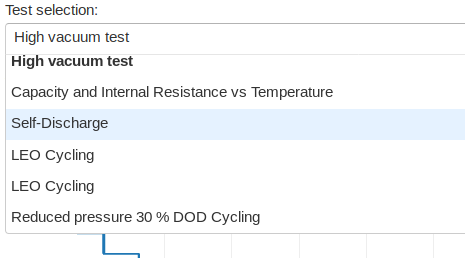 Test selection:
High vacuum test
High vacuum test
Capacity and Internal Resistance vs Temperature
Self-Discharge
LEO Cycling
LEO Cycling
Reduced pressure 30 % DOD Cycling